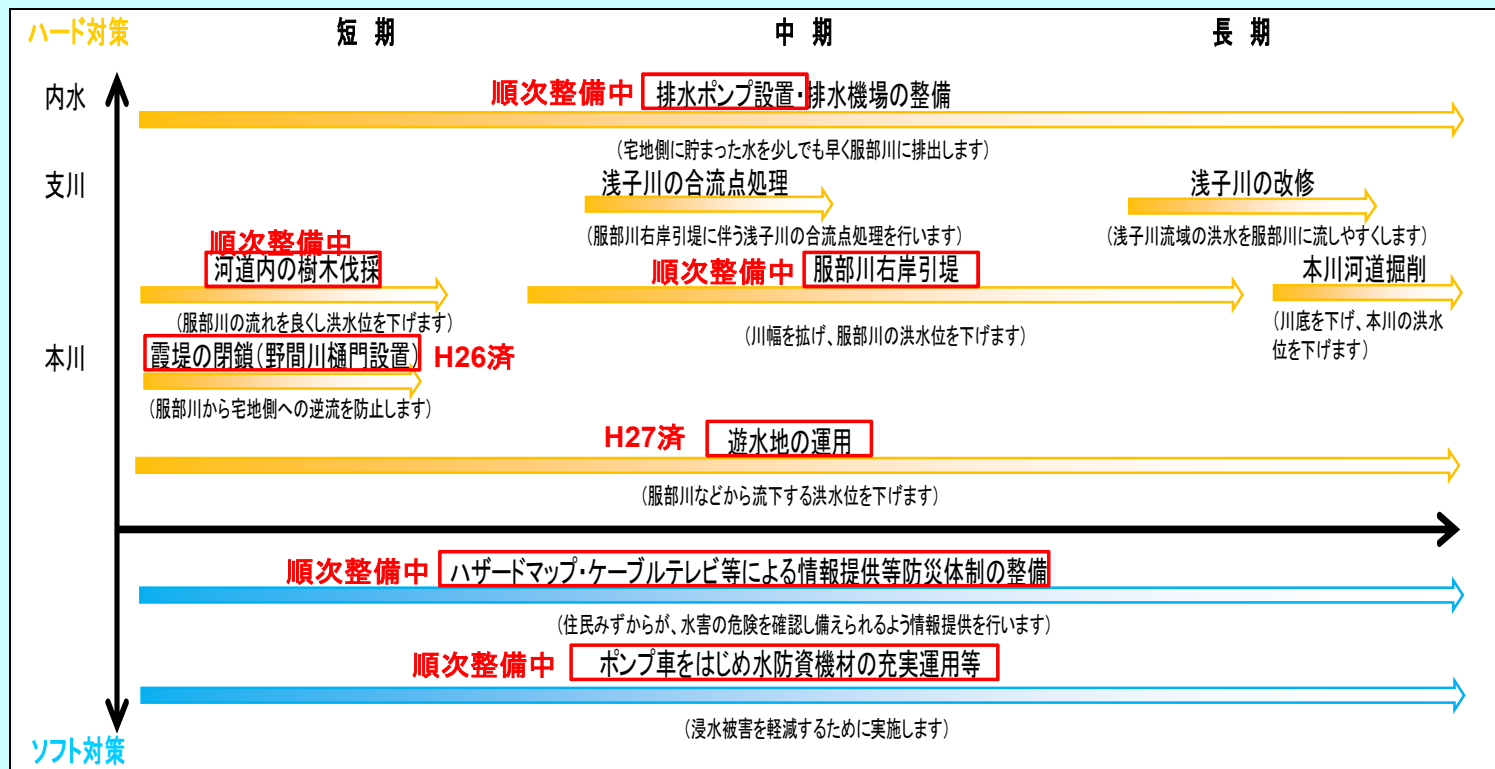 ハード対策
短 期
中 期
長 期
内水
順次整備中 排水ポンプ設置・排水機場の整備
(宅地側に貯まった水を少しでも早く服部川に排出します)
支川
浅子川の合流点処理
(服部川右岸引堤に伴う浅子川の合流点処理を行います)
浅子川の改修
(浅子川流域の洪水を服部川に流しやすくします)
順次整備中
河道内の樹木伐採
(服部川の流れを良くし洪水位を下げます)
順次整備中 服部川右岸引堤
(川幅を拡げ、服部川の洪水位を下げます)
本川河道掘削
(川底を下げ、本川の洪水
位を下げます)
本川
霞堤の閉鎖(野間川樋門設置) H26済
(服部川から宅地側への逆流を防止します)
H27済 遊水地の運用
(服部川などから流下する洪水位を下げます)
順次整備中 ハザードマップ・ケーブルテレビ等による情報提供等防災体制の整備
(住民みずからが、水害の危険を確認し備えられるよう情報提供を行います)
順次整備中 ポンプ車をはじめ水防資機材の充実運用等
(浸水被害を軽減するために実施します)
ソフト対策